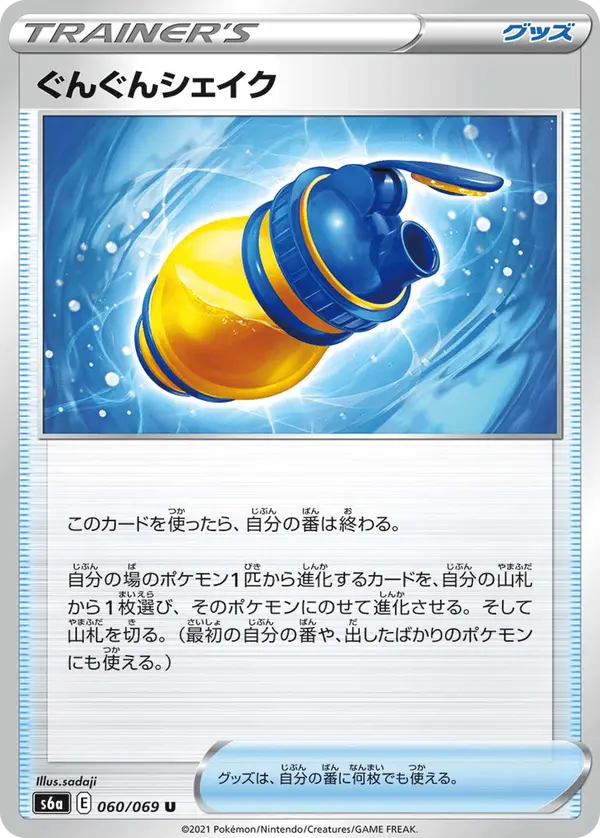 TRAINER'S
グッズ
ぐんぐんシェイク
このカードを使ったら、自分の番は終わる。
自分の場のポケモン1匹から進化するカードを、自分の山札
から1枚選び、そのポケモンにのせて進化させる。そして
山札を切る。（最初の自分の番や、出したばかりのポケモン
にも使える。）
Illus.sadaji
グッズは、自分の番に何枚でも使える。
s6a E 060/069 U
©2021 Pokémon/Nintendo/Creatures/GAME FREAK.